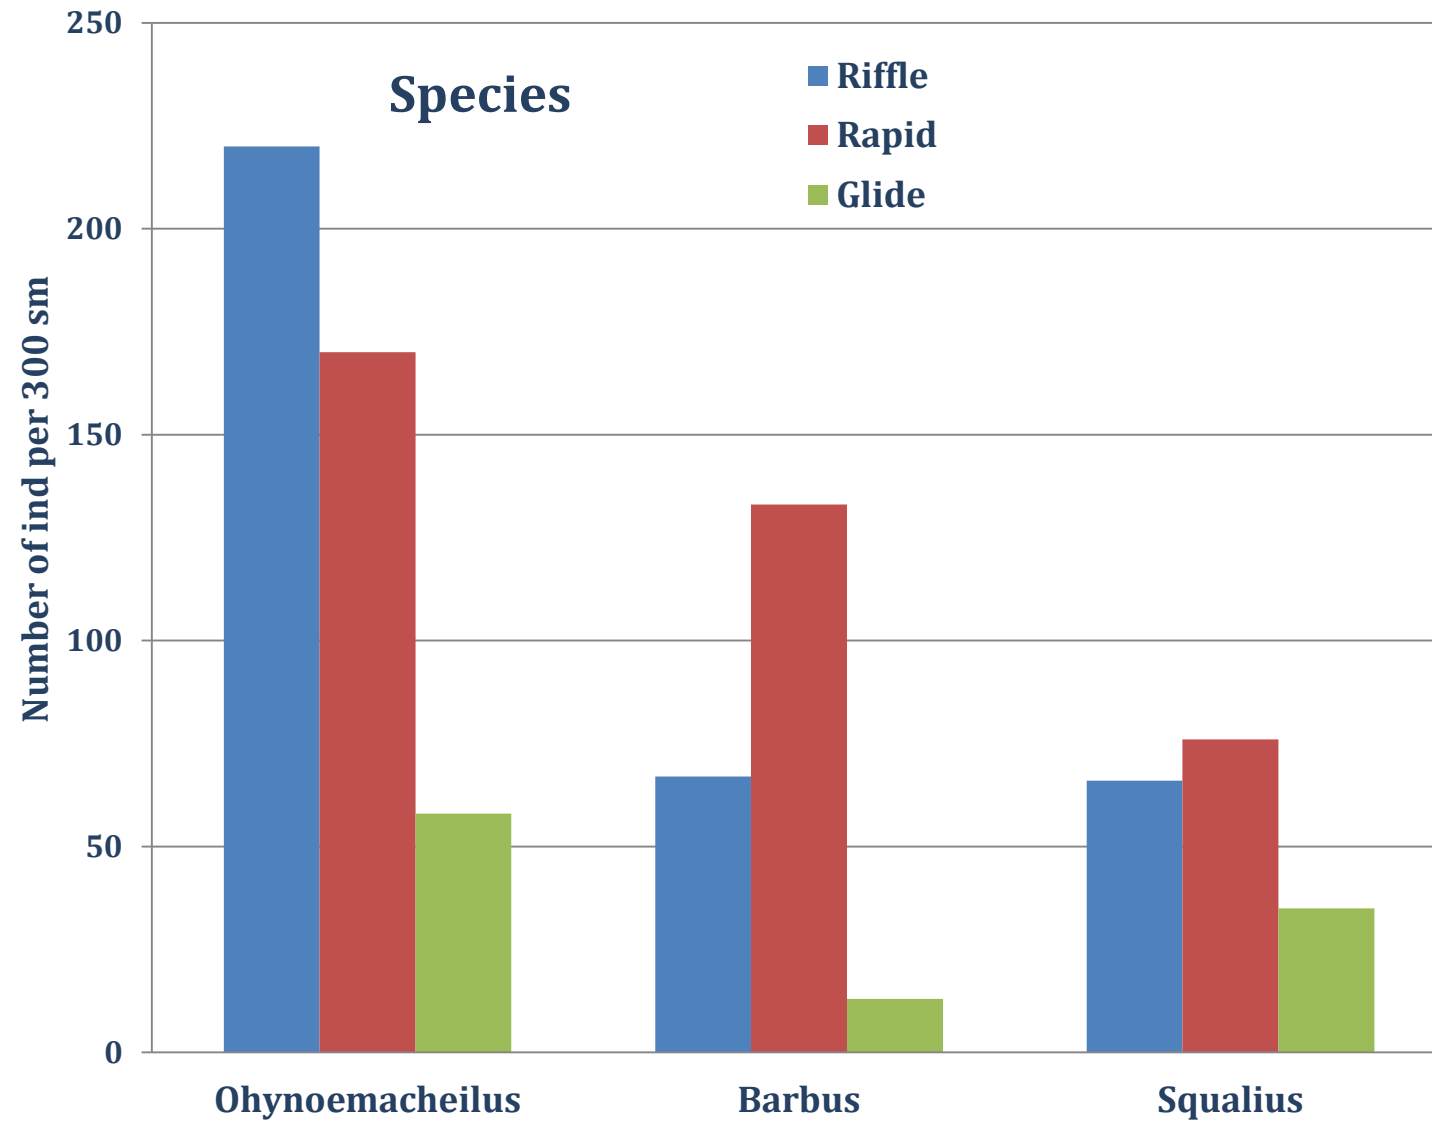 250
200
150
100
50
0
Number of ind per 300 sm
Species
Riffle
Rapid
Glide
Ohynoemacheilus
Barbus
Squalius